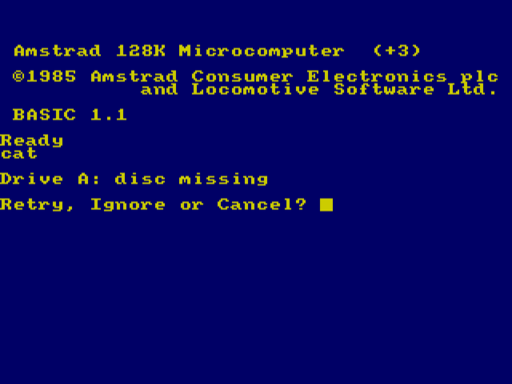 Amstrad 128K Microcomputer (+3)
©1985 Amstrad Consumer Electronics plc
and Locomotive Software Ltd.
BASIC 1.1
Ready
cat
Drive A: disc missing
Retry, Ignore or Cancel?